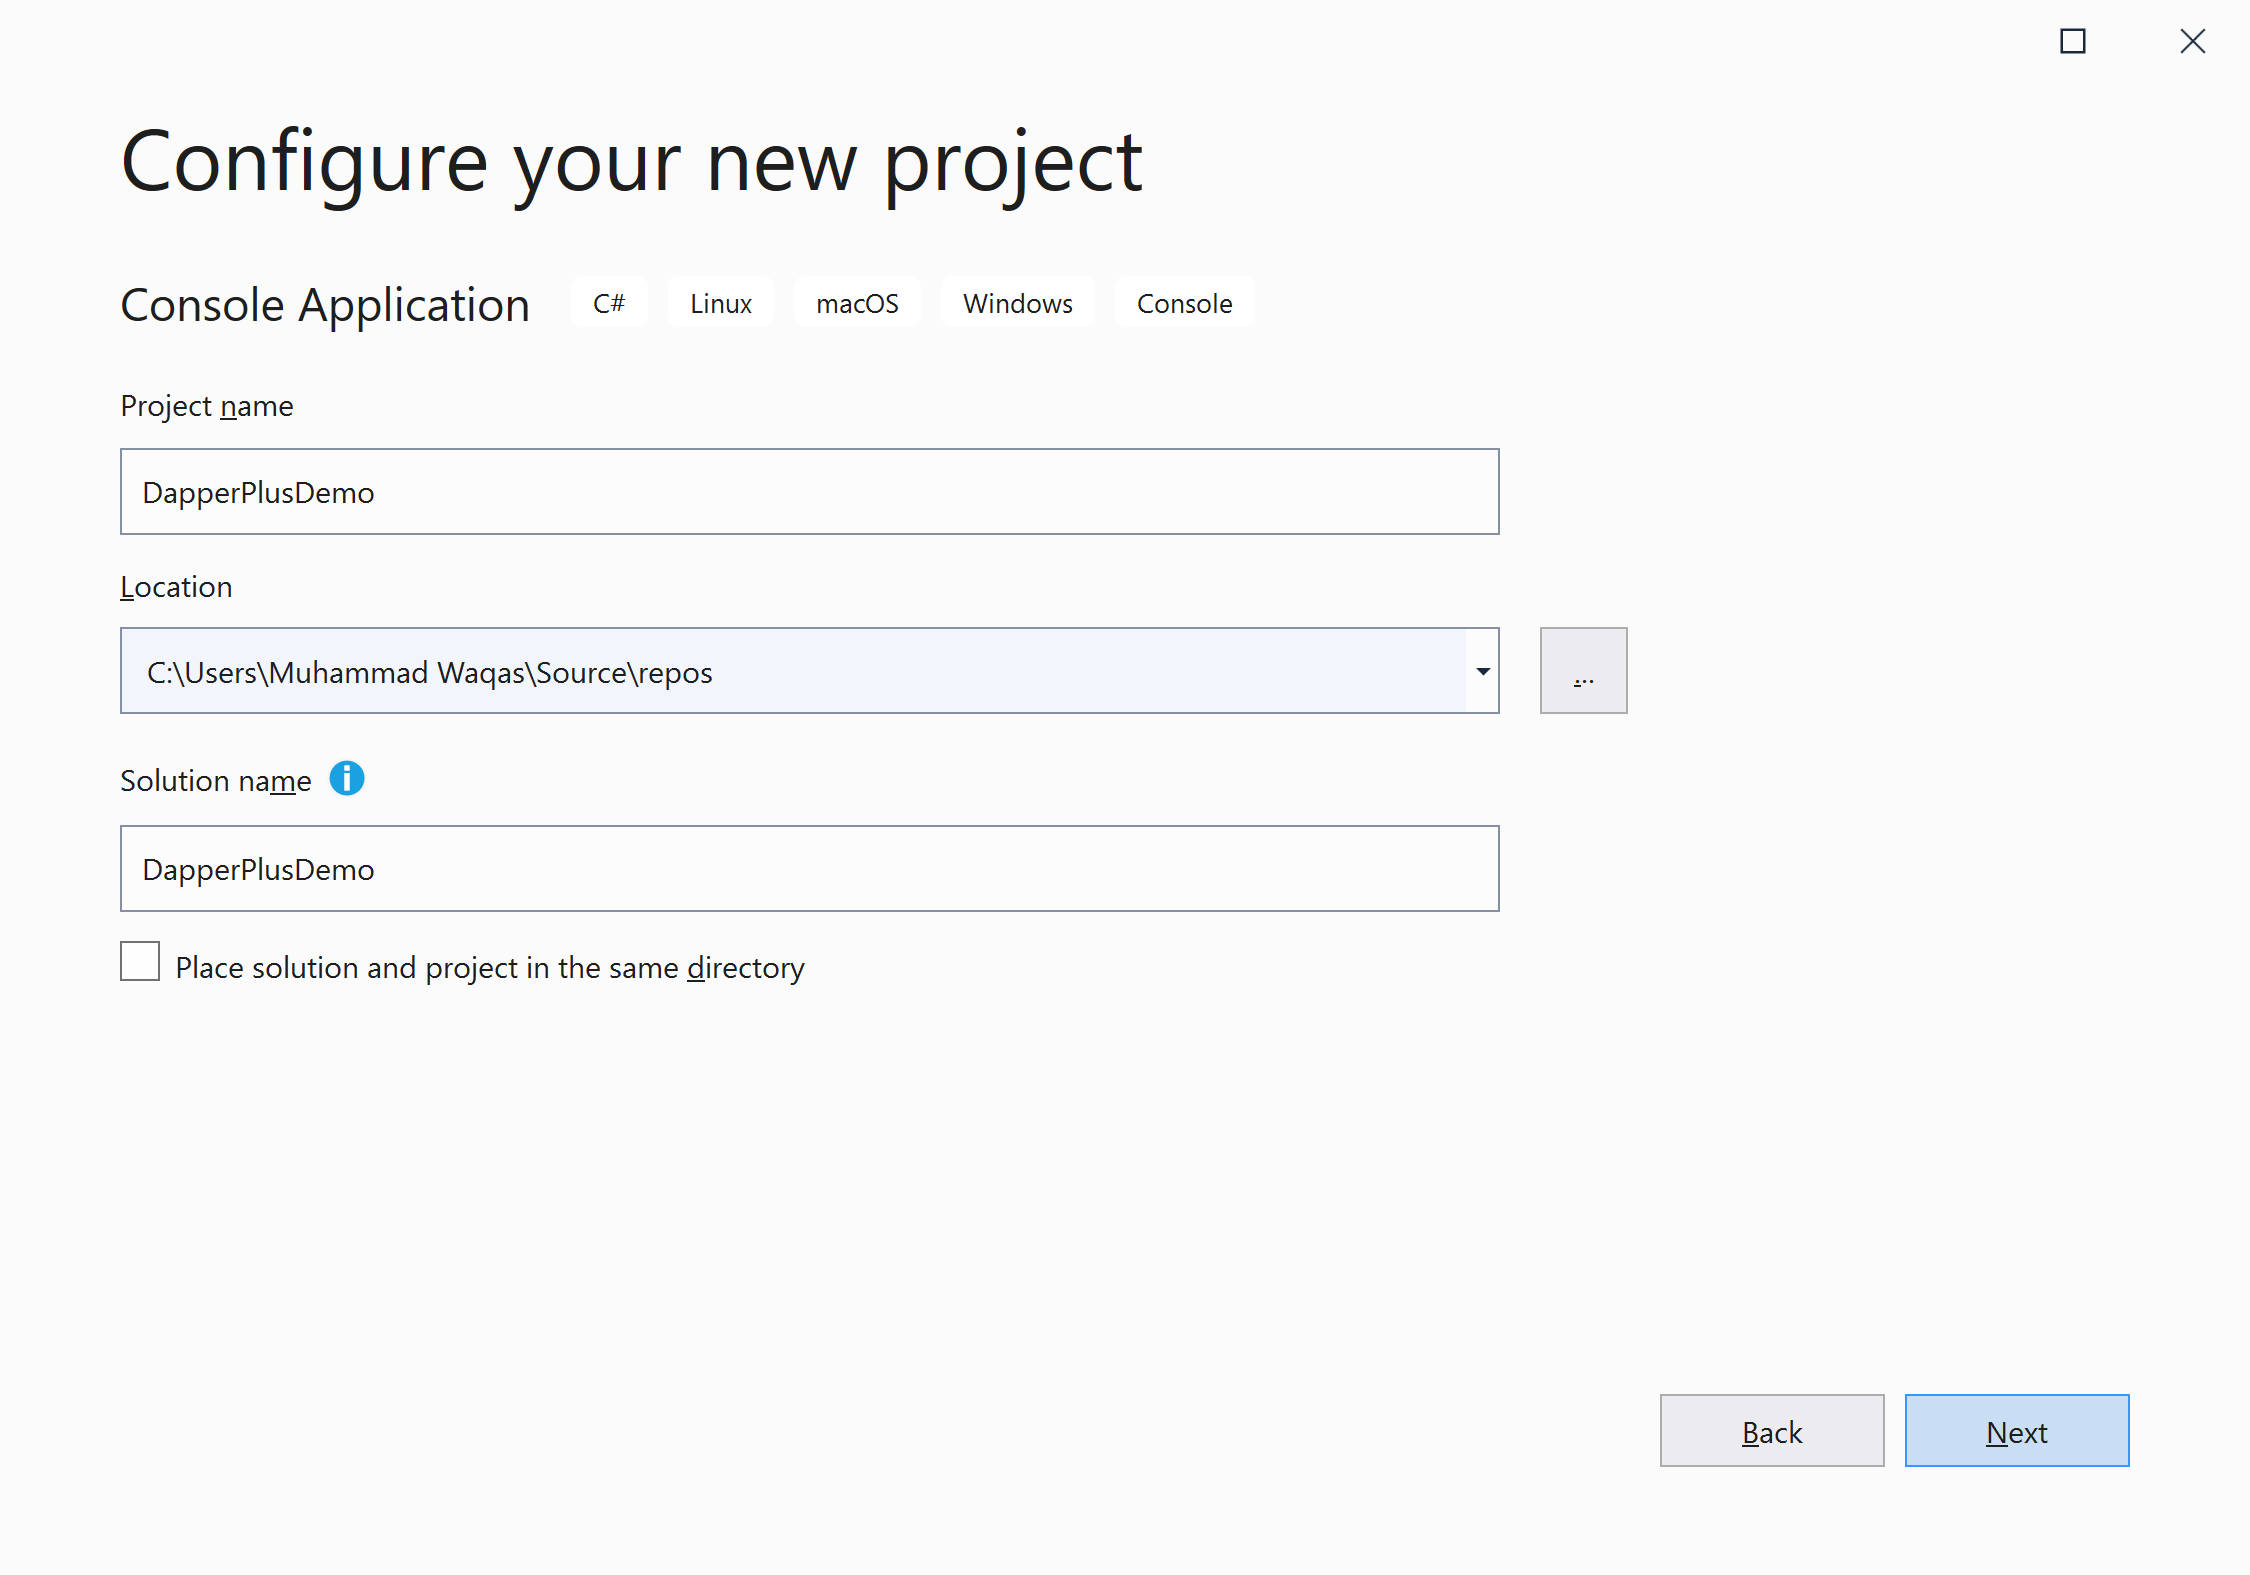 Configure your new project
Console Application C# Linux macOS Windows Console
Project name
DapperPlusDemo
Location
C:\Users\Muhammad Waqas\Source\repos
...
Solution name
DapperPlusDemo
Place solution and project in the same directory
Back Next